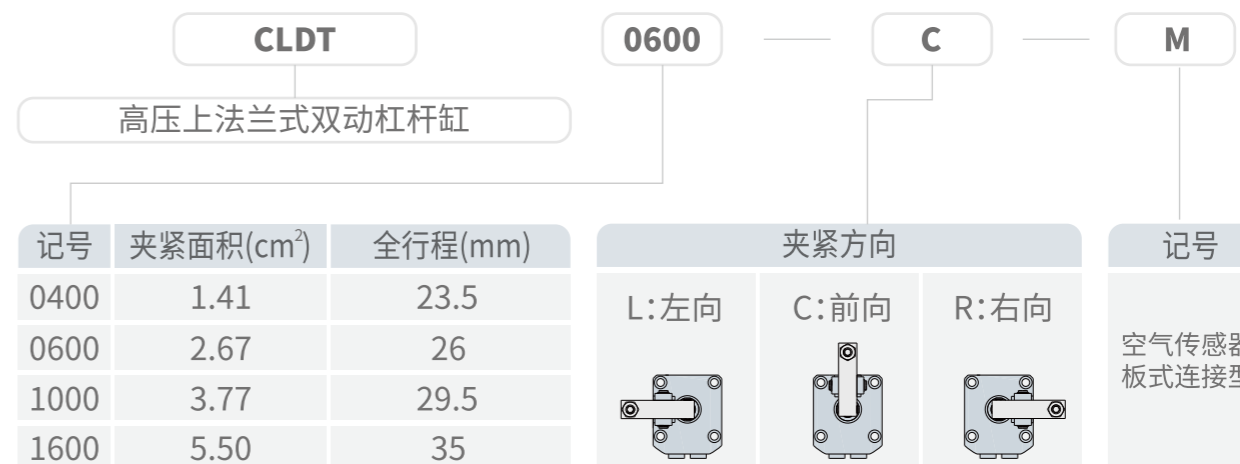 CLDT 0600 C M
高压上法兰式双动杠杆缸
记号 夹紧面积(cm²) 全行程(mm)
0400 1.41 23.5
0600 2.67 26
1000 3.77 29.5
1600 5.50 35
夹紧方向
L:左向 C:前向 R:右向
记号
空气传感器
板式连接型